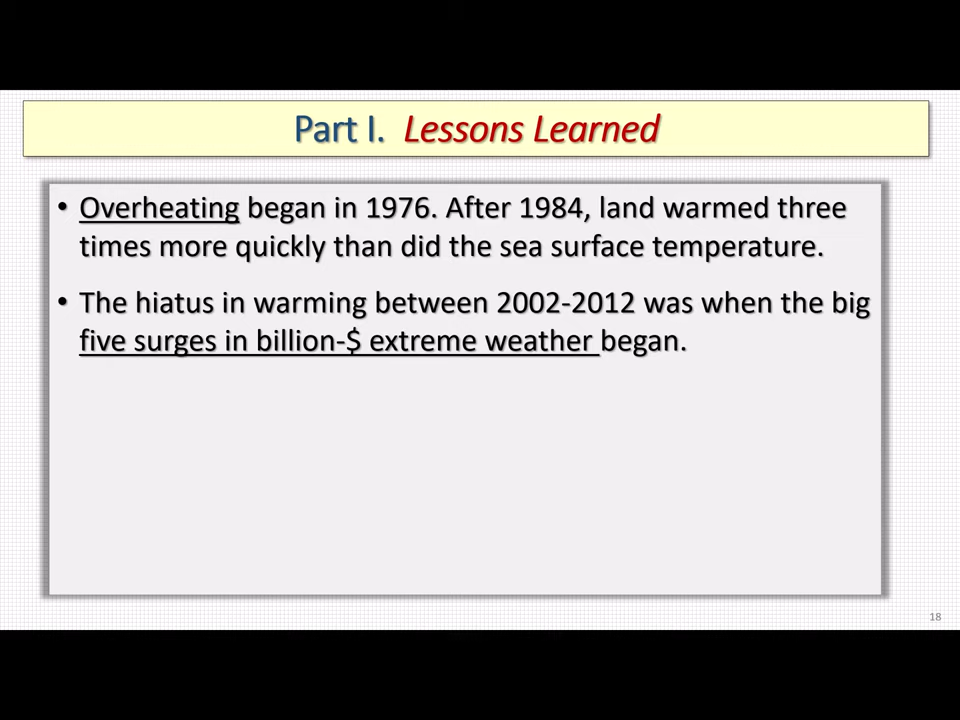 Part I. Lessons Learned
• Overheating began in 1976. After 1984, land warmed three
times more quickly than did the sea surface temperature.
• The hiatus in warming between 2002-2012 was when the big
five surges in billion-$ extreme weather began.
18